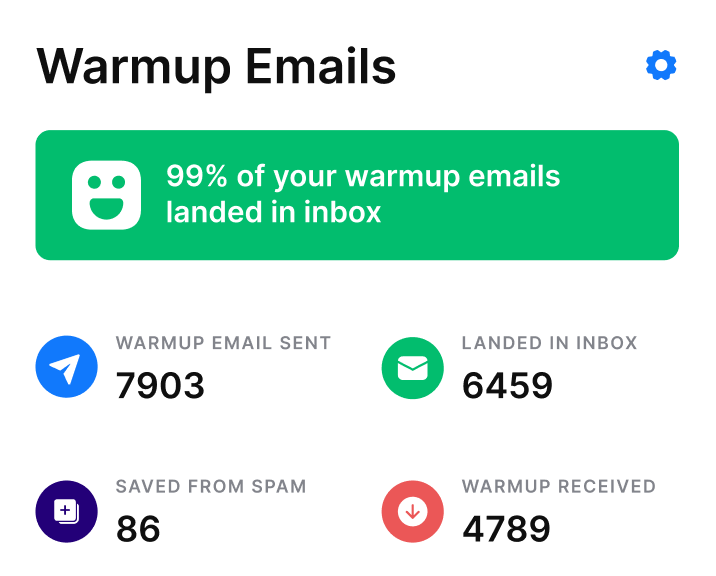 Warmup Emails
99% of your warmup emails
landed in inbox
WARMUP EMAIL SENT
7903
LANDED IN INBOX
6459
SAVED FROM SPAM
86
WARMUP RECEIVED
4789